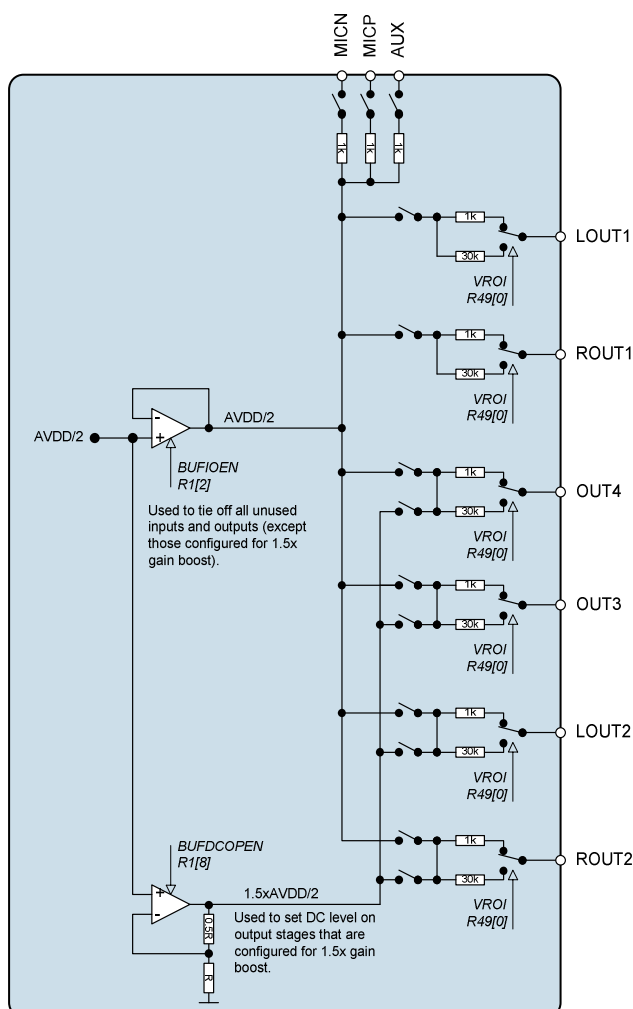 MICN
MICP
AUX
1k
1k
1k
1k
LOUT1
30k
VROI
R49[0]
1k
ROUT1
30k
VROI
R49[0]
AVDD/2
AVDD/2
BUFIOEN
R1[2]
Used to tie off all unused
inputs and outputs (except
those configured for 1.5x
gain boost).
1k
OUT4
30k
VROI
R49[0]
1k
OUT3
30k
VROI
R49[0]
1k
LOUT2
30k
VROI
R49[0]
1k
ROUT2
30k
VROI
R49[0]
BUFDCOPEN
R1[8]
1.5xAVDD/2
0.5R
R
Used to set DC level on
output stages that are
configured for 1.5x gain
boost.